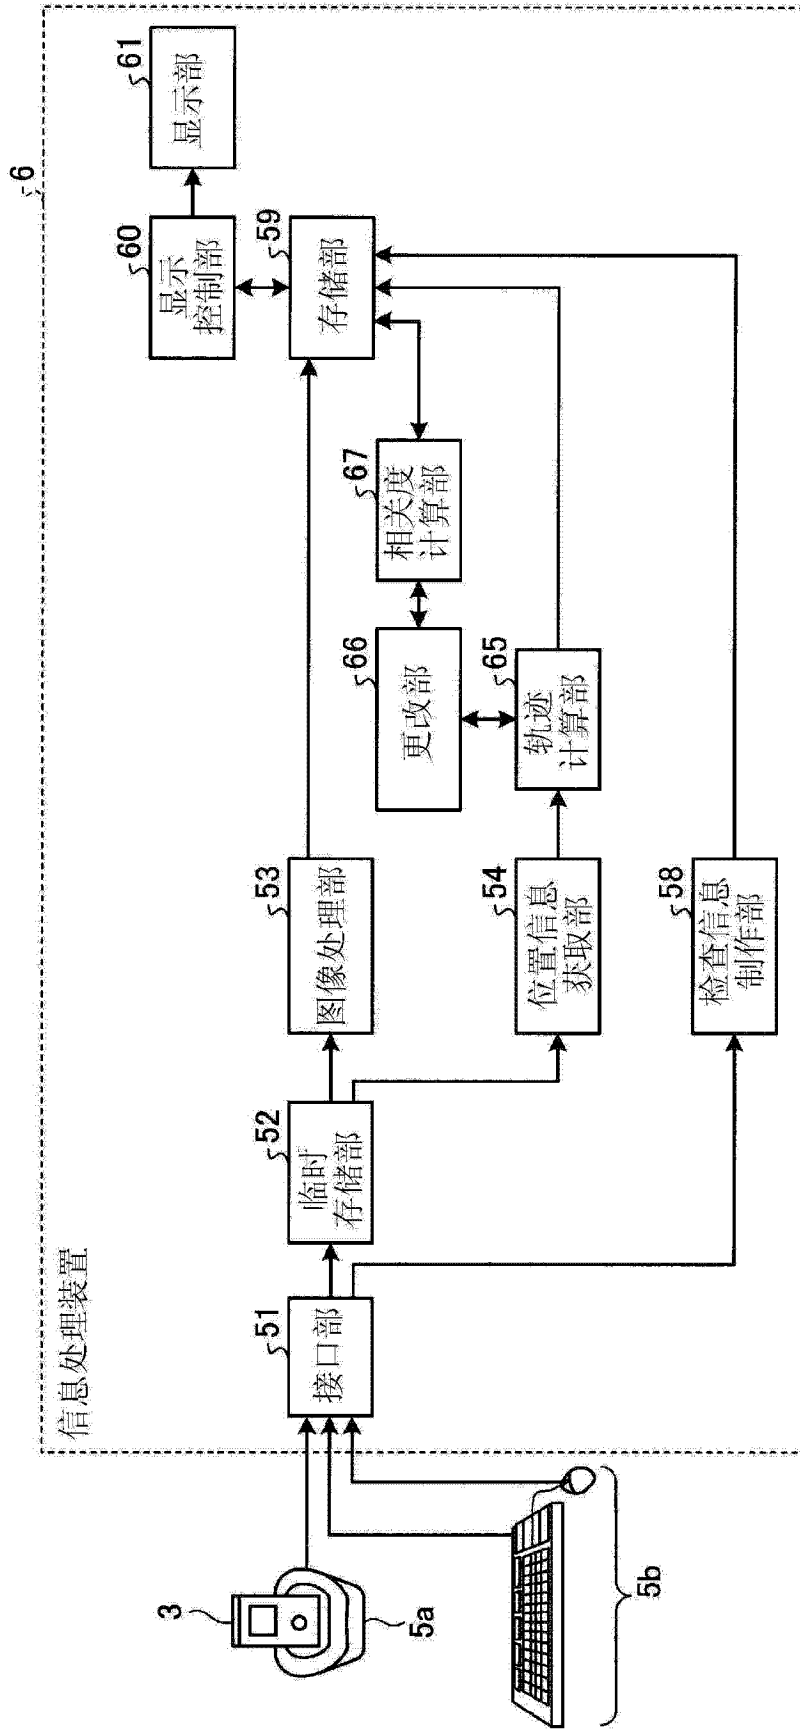 信息处理装置
6
3
5a
5b
51
接口部
52
临时
存储部
53
图像处理部
54
位置信息
获取部
58
检查信息
制作部
65
轨迹
计算部
66
更改部
67
相关度
计算部
59
存储部
60
显示
控制部
61
显示部